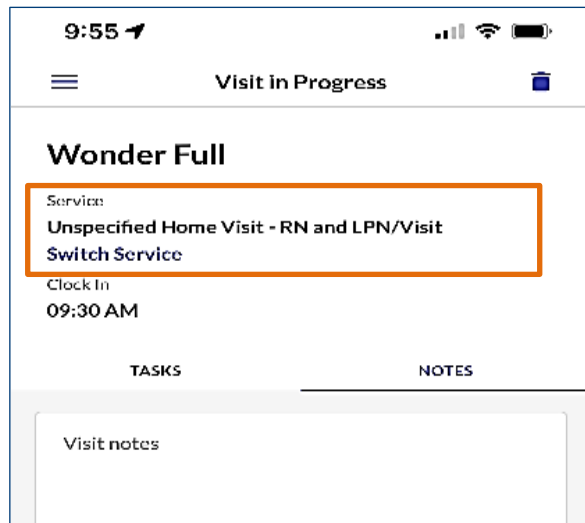 9:55
Visit in Progress
Wonder Full
Service
Unspecified Home Visit - RN and LPN/Visit
Switch Service
Clock In
09:30 AM
TASKS NOTES
Visit notes